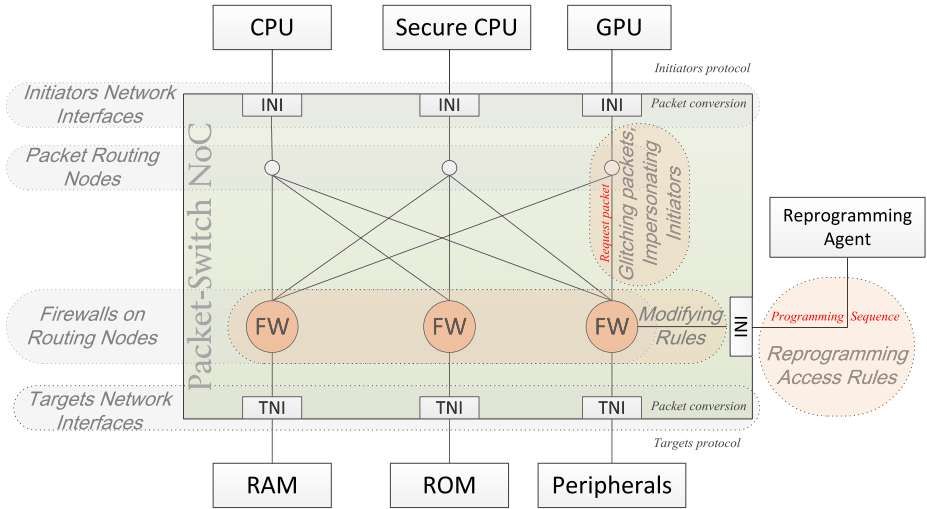 CPU
Secure CPU
GPU
Initiators protocol
Initiators Network
Interfaces
INI
INI
INI
Packet conversion
Packet Routing
Nodes
Packet-Switch NoC
Request packet
Glitching packets,
Impersonating
Initiators
Reprogramming
Agent
Firewalls on
Routing Nodes
FW
FW
FW
Modifying
Rules
INI
Programming Sequence
Reprogramming
Access Rules
Targets Network
Interfaces
TNI
TNI
TNI
Packet conversion
Targets protocol
RAM
ROM
Peripherals